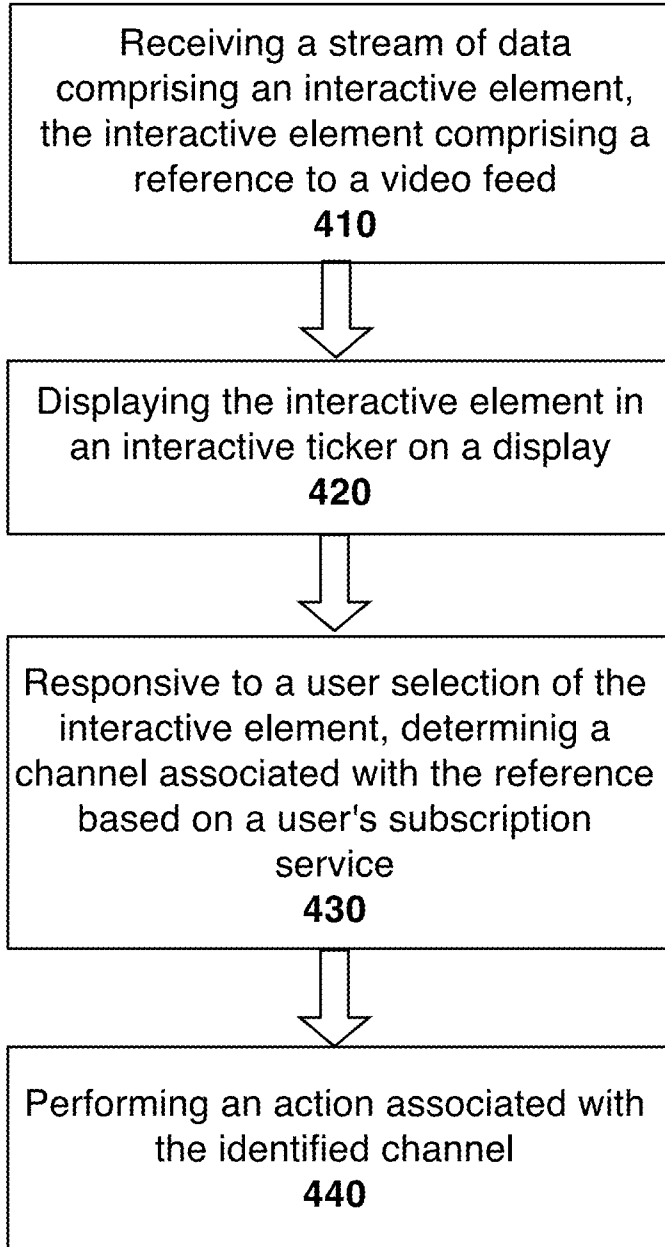 Receiving a stream of data
comprising an interactive element,
the interactive element comprising a
reference to a video feed
410
Displaying the interactive element in
an interactive ticker on a display
420
Responsive to a user selection of the
interactive element, determinig a
channel associated with the reference
based on a user's subscription
service
430
Performing an action associated with
the identified channel
440